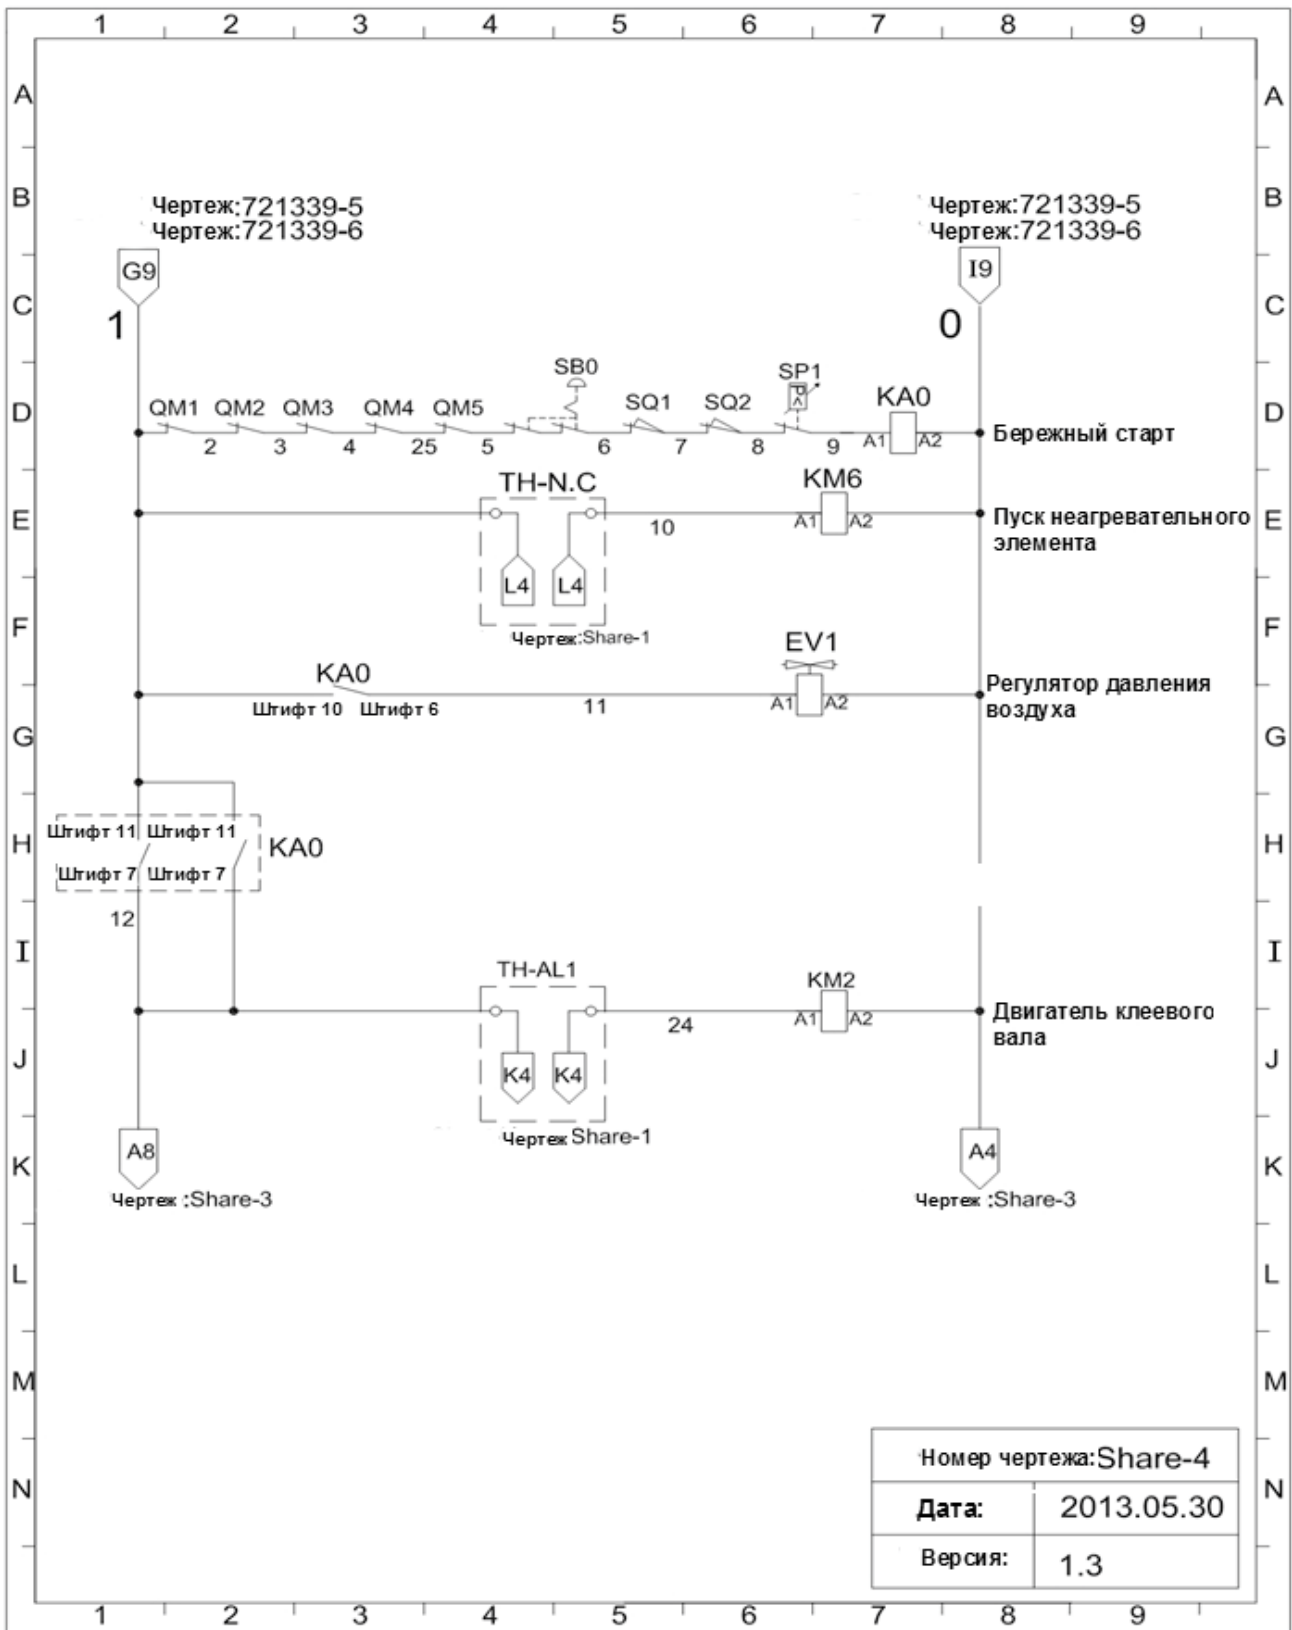 1 2 3 4 5 6 7 8 9
A A
B B
Чертеж:721339-5 Чертеж:721339-5
Чертеж:721339-6 Чертеж:721339-6
G9 I9
C C
1 0
SB0 SP1
P<
QM1 QM2 QM3 QM4 QM5 SQ1 SQ2 KA0
D D
2 3 4 25 5 6 7 8 9 A1 A2 Бережный старт
TH-N.C KM6
E 10 A1 A2 Пуск неагревательного E
элемента
L4 L4
F F
Чертеж:Share-1
EV1
KA0 Регулятор давления
Штифт 10 Штифт 6 11 A1 A2 воздуха
G G
Штифт 11 Штифт 11
H KA0 H
Штифт 7 Штифт 7
12
I I
TH-AL1 KM2
24 A1 A2 Двигатель клеевого
вала
J J
K4 K4
Чертеж Share-1
A8 A4
K K
Чертеж :Share-3 Чертеж :Share-3
L L
M M
Номер чертежа:Share-4
N N
Дата: 2013.05.30
Версия: 1.3
1 2 3 4 5 6 7 8 9